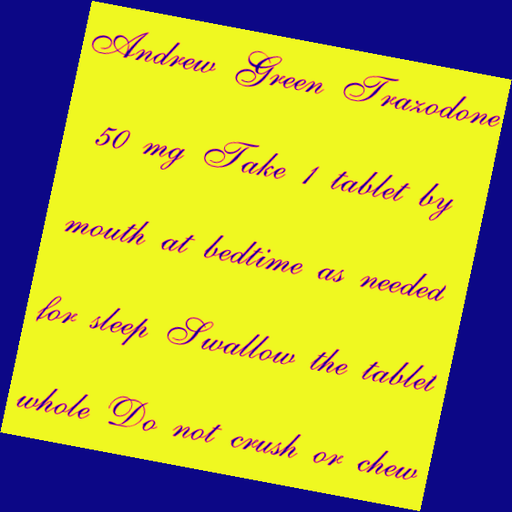 Andrew Green Trazodone
50 mg Take 1 tablet by
mouth at bedtime as needed
for sleep Swallow the tablet
whole Do not crush or chew